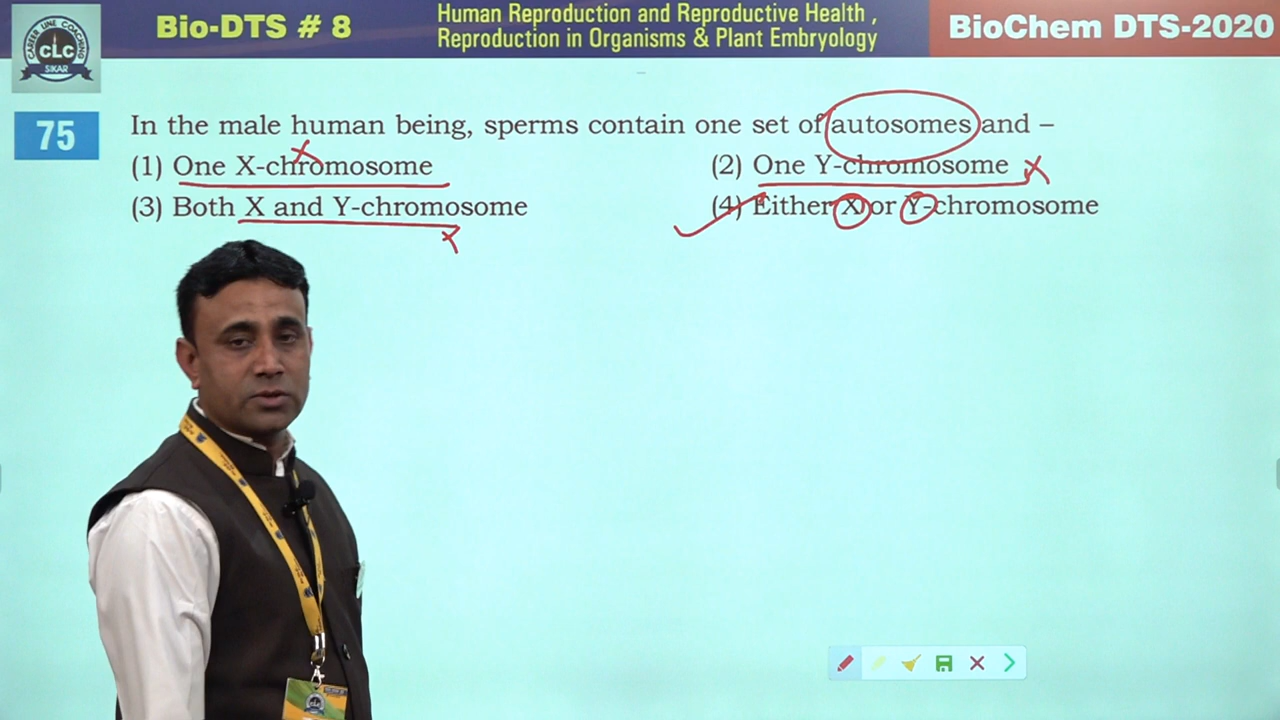 Bio-DTS # 8
Human Reproduction and Reproductive Health ,
Reproduction in Organisms & Plant Embryology
BioChem DTS-2020
CAREER LINE COACHING
CLC
SIKAR
75
In the male human being, sperms contain one set of autosomes and –
(1) One X-chromosome
(2) One Y-chromosome
(3) Both X and Y-chromosome
(4) Either X or Y-chromosome
CLC